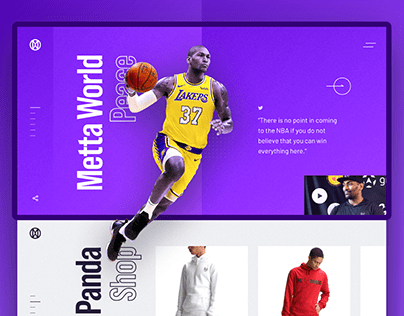 Metta World
Peace
LAKERS
37
"There is no point in coming
to the NBA if you do not
believe that you can win
everything here."
Panda
Shop